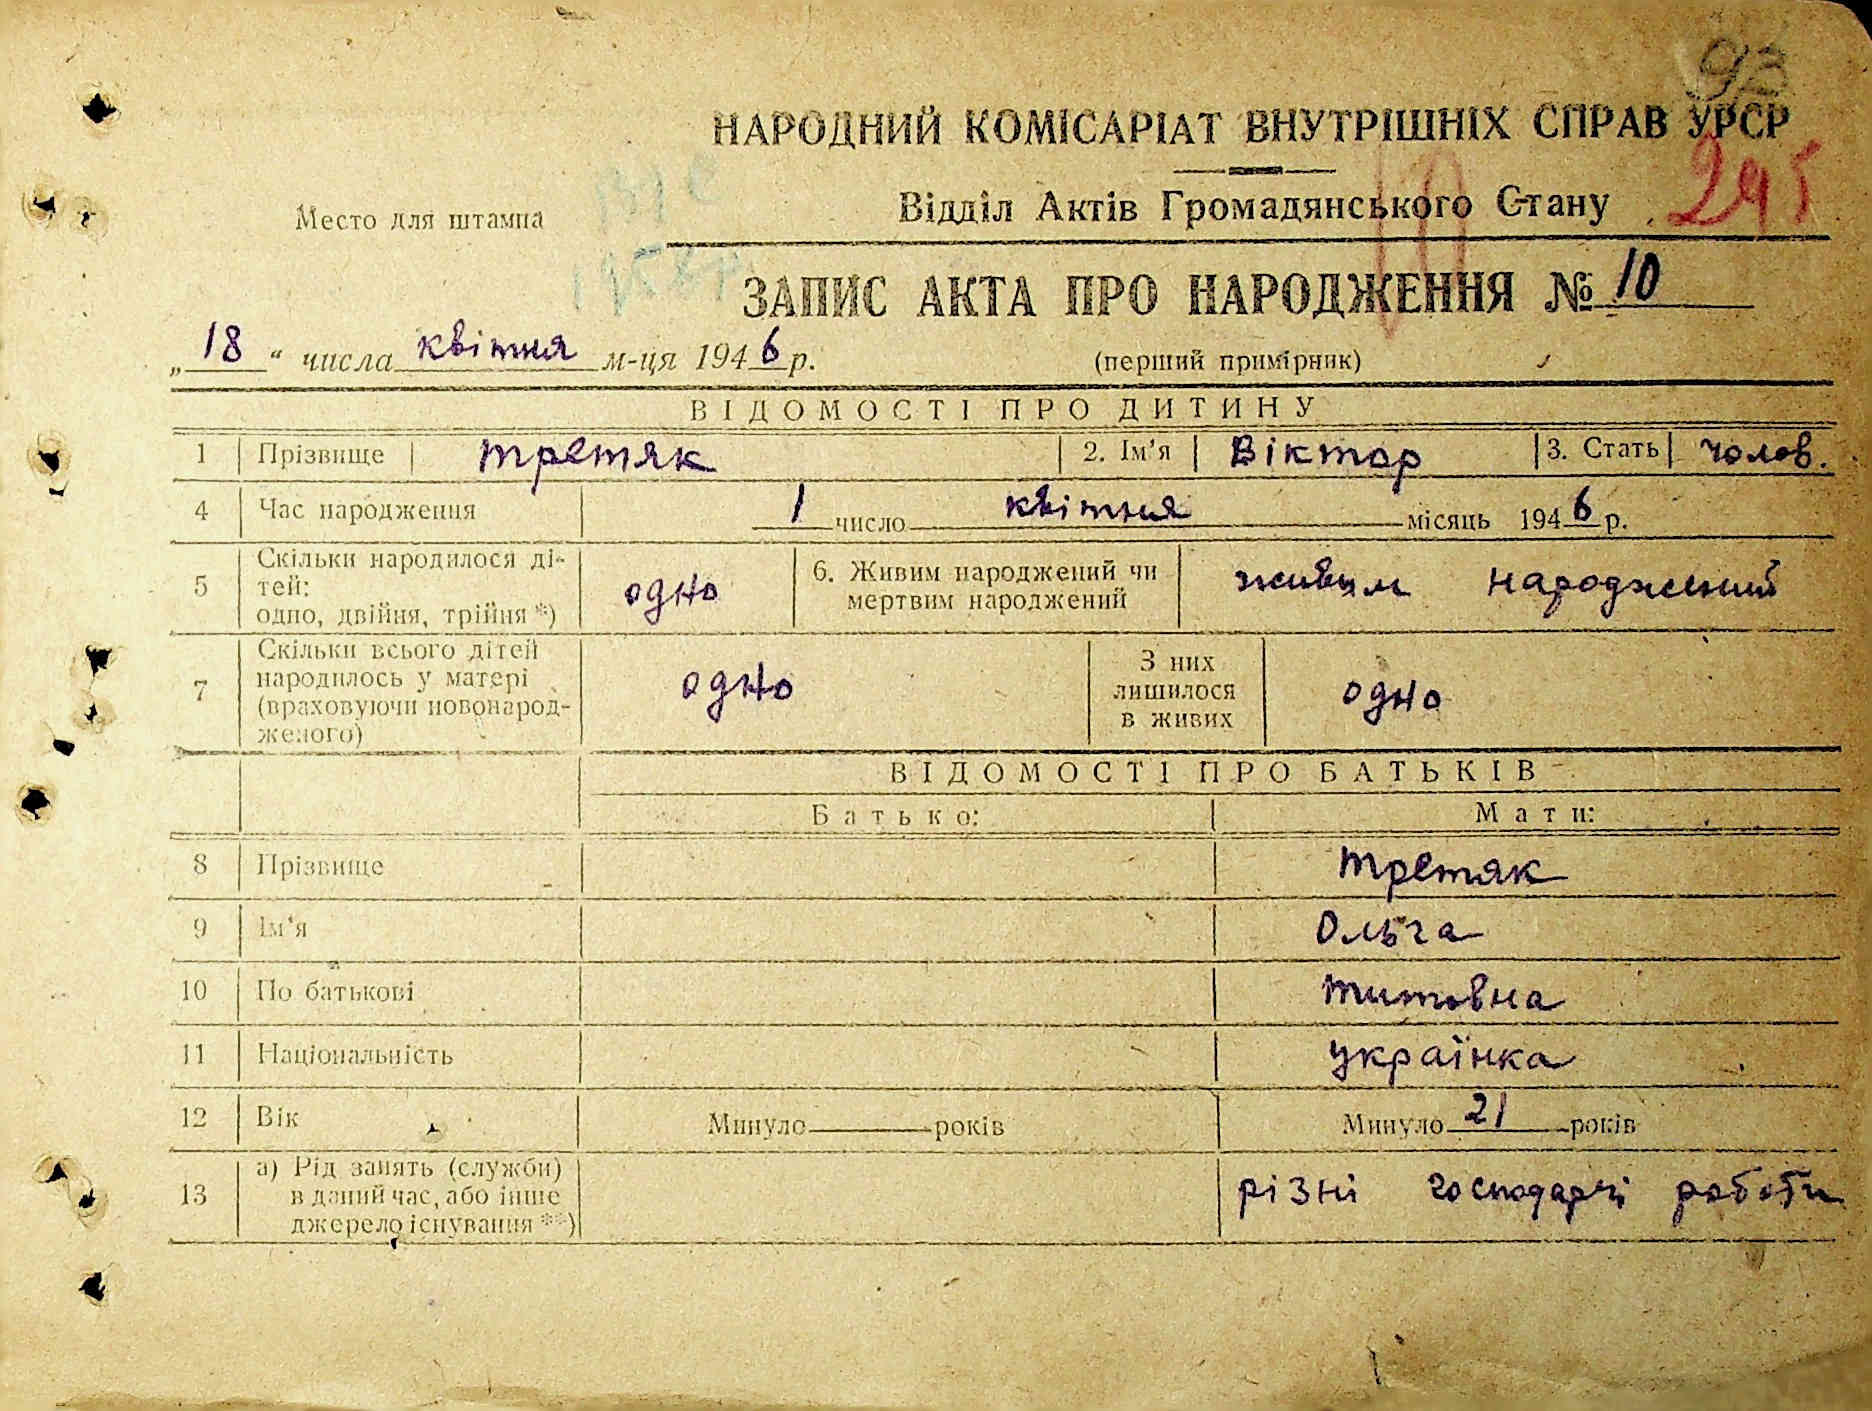 93
НАРОДНИЙ КОМІСАРІАТ ВНУТРІШНІХ СПРАВ УРСР
Место для штампа
Відділ Актів Громадянського Стану
295
ЗАПИС АКТА ПРО НАРОДЖЕННЯ № 10
„18“ числа квітня м-ця 1946 р. (перший примірник)
ВІДОМОСТІ ПРО ДИТИНУ
1 Прізвище третяк 2. Ім'я Віктор 3. Стать чолов.
4 Час народження 1 число квітня місяць 1946 р.
5 Скільки народилося ді-
тей:
одно, двійня, трійня *)
одно
6. Живим народжений чи
мертвим народжений
живим народжений
7 Скільки всього дітей
народилось у матері
(враховуючи новонарод-
женого)
одно
З них
лишилося
в живих
одно
ВІДОМОСТІ ПРО БАТЬКІВ
Батько: Мати:
8 Прізвище третяк
9 Ім'я Ольга
10 По батькові титовна
11 Національність українка
12 Вік Минуло років Минуло 21 років
13 а) Рід занять (служби)
в даний час, або інше
джерело існування **)
різні господарчі роботи